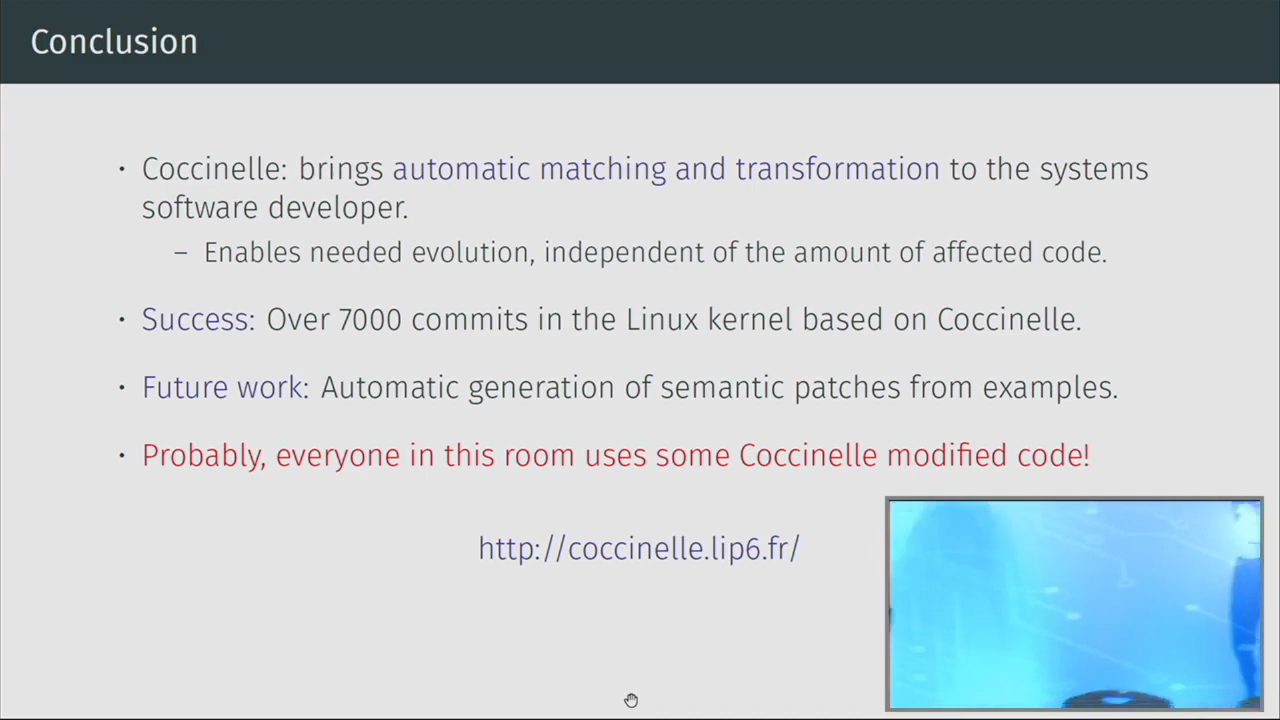 Conclusion
• Coccinelle: brings automatic matching and transformation to the systems
software developer.
– Enables needed evolution, independent of the amount of affected code.
• Success: Over 7000 commits in the Linux kernel based on Coccinelle.
• Future work: Automatic generation of semantic patches from examples.
• Probably, everyone in this room uses some Coccinelle modified code!
http://coccinelle.lip6.fr/